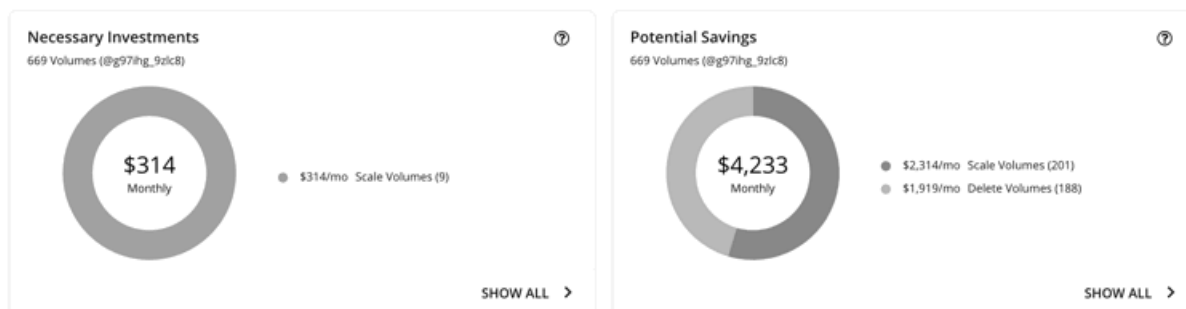 Necessary Investments
669 Volumes (@g97ihg_9zlc8)
$314
Monthly
$314/mo Scale Volumes (9)
SHOW ALL
Potential Savings
669 Volumes (@g97ihg_9zlc8)
$4,233
Monthly
$2,314/mo Scale Volumes (201)
$1,919/mo Delete Volumes (188)
SHOW ALL